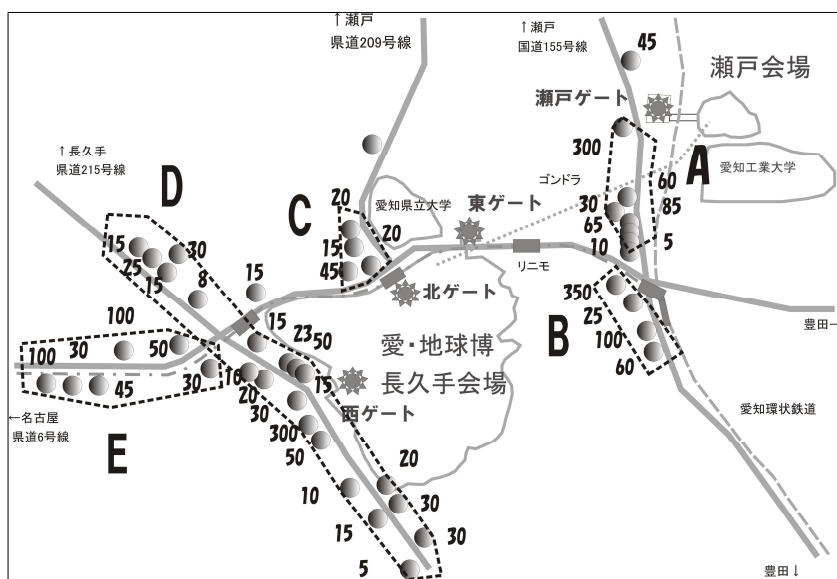 ↑瀬戸
県道209号線
↑瀬戸
国道155号線
45
瀬戸会場
瀬戸ゲート
↑長久手
県道215号線
300
A
愛知工業大学
D
C
20
愛知県立大学
東ゲート
ゴンドラ
60
30
85
65
15
30
20
15
25
15
8
45
10
5
リニモ
15
北ゲート
350
25
100
60
B
豊田→
100
15
23
50
愛・地球博
長久手会場
100
30
50
45
30
10
20
15
30
西ゲート
←名古屋
県道6号線
E
300
50
愛知環状鉄道
20
10
30
15
30
5
豊田↓